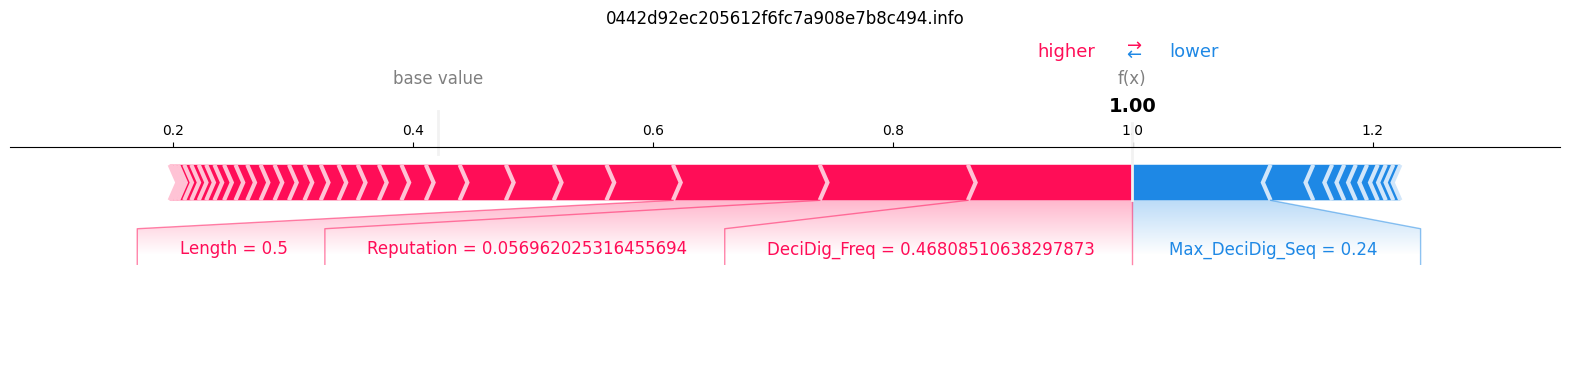 0442d92ec205612f6fc7a908e7b8c494.info
higher ⇄ lower
base value f(x)
1.00
0.2 0.4 0.6 0.8 1.0 1.2
Length = 0.5 Reputation = 0.056962025316455694 DeciDig_Freq = 0.46808510638297873 Max_DeciDig_Seq = 0.24